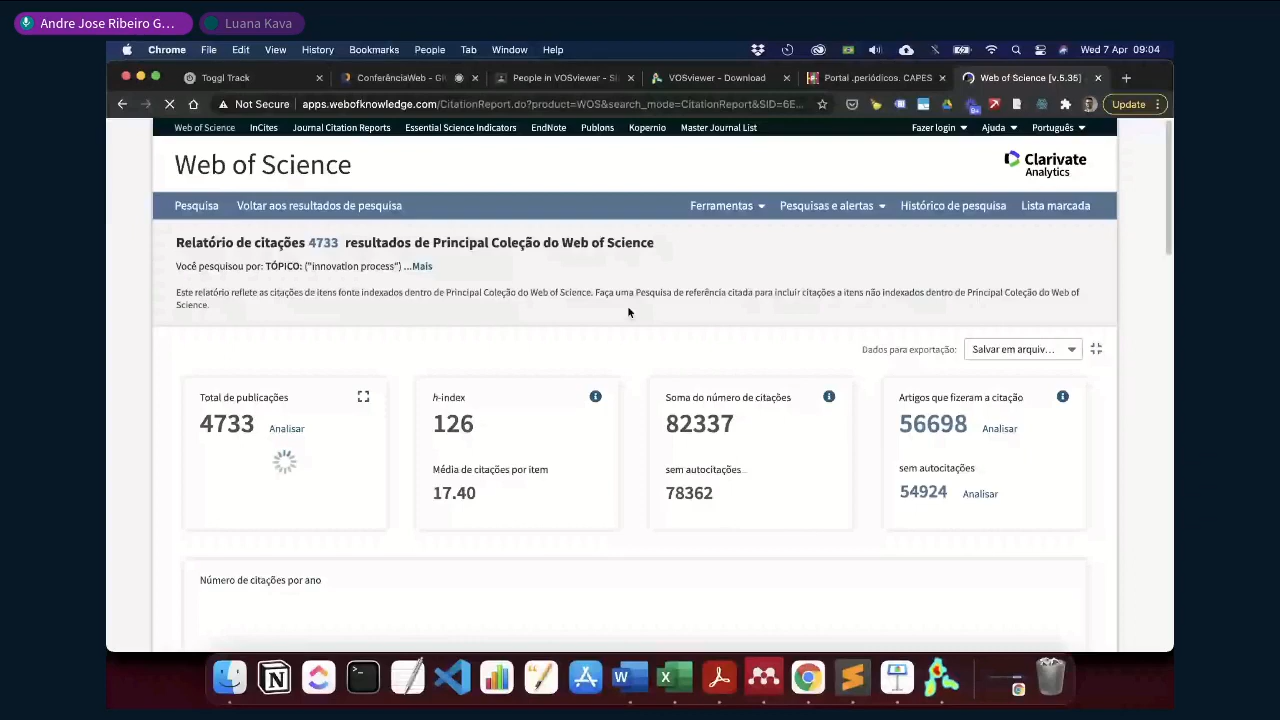 Andre Jose Ribeiro G...
Luana Kava
Chrome File Edit View History Bookmarks People Tab Window Help Wed 7 Apr 09:04
Toggl Track
ConferênciaWeb - G
People in VOSviewer - S
VOSviewer - Download
Portal .periódicos. CAPES
Web of Science [v.5.35]
Not Secure apps.webofknowledge.com/CitationReport.do?product=WOS&search_mode=CitationReport&SID=6E... Update
Web of Science InCites Journal Citation Reports Essential Science Indicators EndNote Publons Kopernio Master Journal List Fazer login Ajuda Português
Web of Science
Clarivate
Analytics
Pesquisa Voltar aos resultados de pesquisa Ferramentas Pesquisas e alertas Histórico de pesquisa Lista marcada
Relatório de citações 4733 resultados de Principal Coleção do Web of Science
Você pesquisou por: TÓPICO: ("innovation process") ...Mais
Este relatório reflete as citações de itens fonte indexados dentro de Principal Coleção do Web of Science. Faça uma Pesquisa de referência citada para incluir citações a itens não indexados dentro de Principal Coleção do Web of
Science.
Dados para exportação: Salvar em arquiv...
Total de publicações
4733 Analisar
h-index
126
Média de citações por item
17.40
Soma do número de citações
82337
sem autocitações
78362
Artigos que fizeram a citação
56698 Analisar
sem autocitações
54924 Analisar
Número de citações por ano